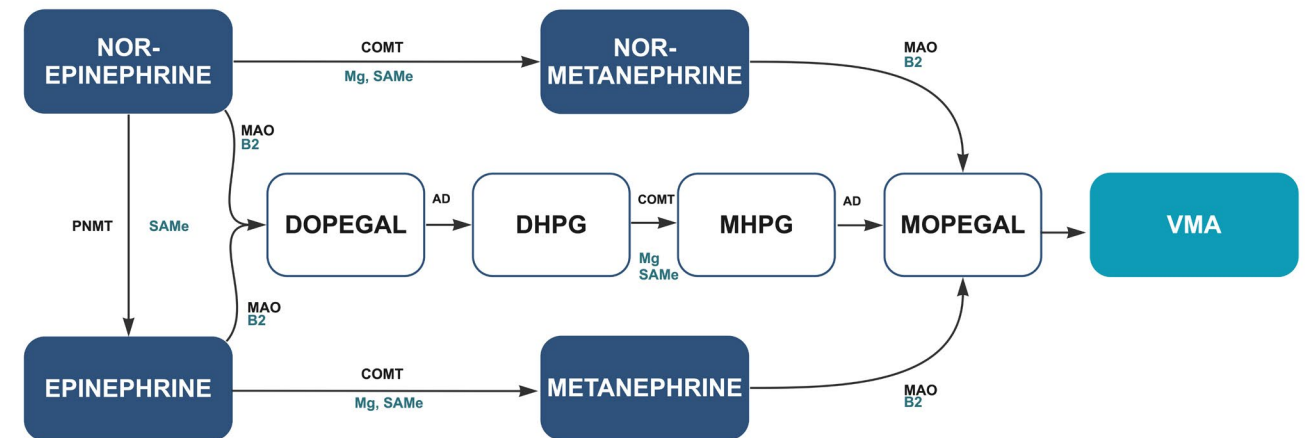 NOR-
EPINEPHRINE
COMT
Mg, SAMe
NOR-
METANEPHRINE
MAO
B2
MAO
B2
PNMT
SAMe
DOPEGAL
AD
DHPG
COMT
Mg
SAMe
MHPG
AD
MOPEGAL
VMA
MAO
B2
EPINEPHRINE
COMT
Mg, SAMe
METANEPHRINE
MAO
B2